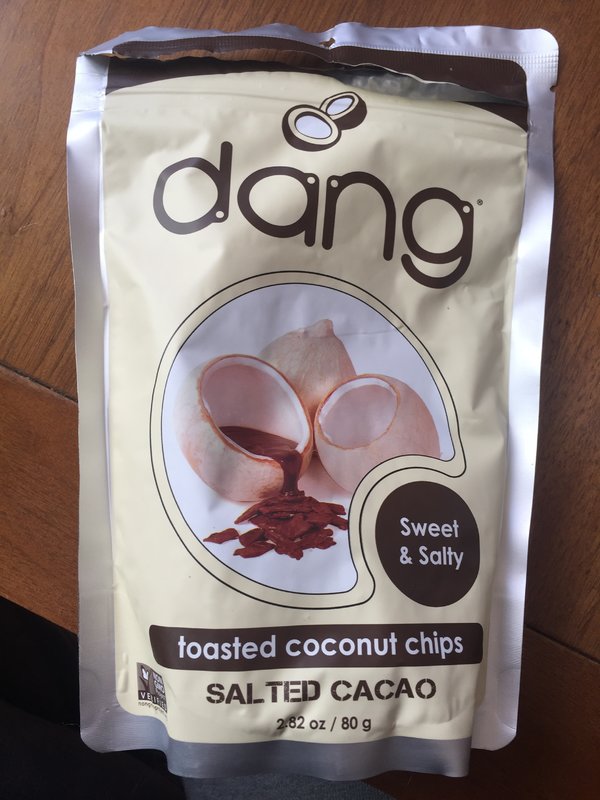 dang®
Sweet
& Salty
toasted coconut chips
SALTED CACAO
2.82 oz / 80 g